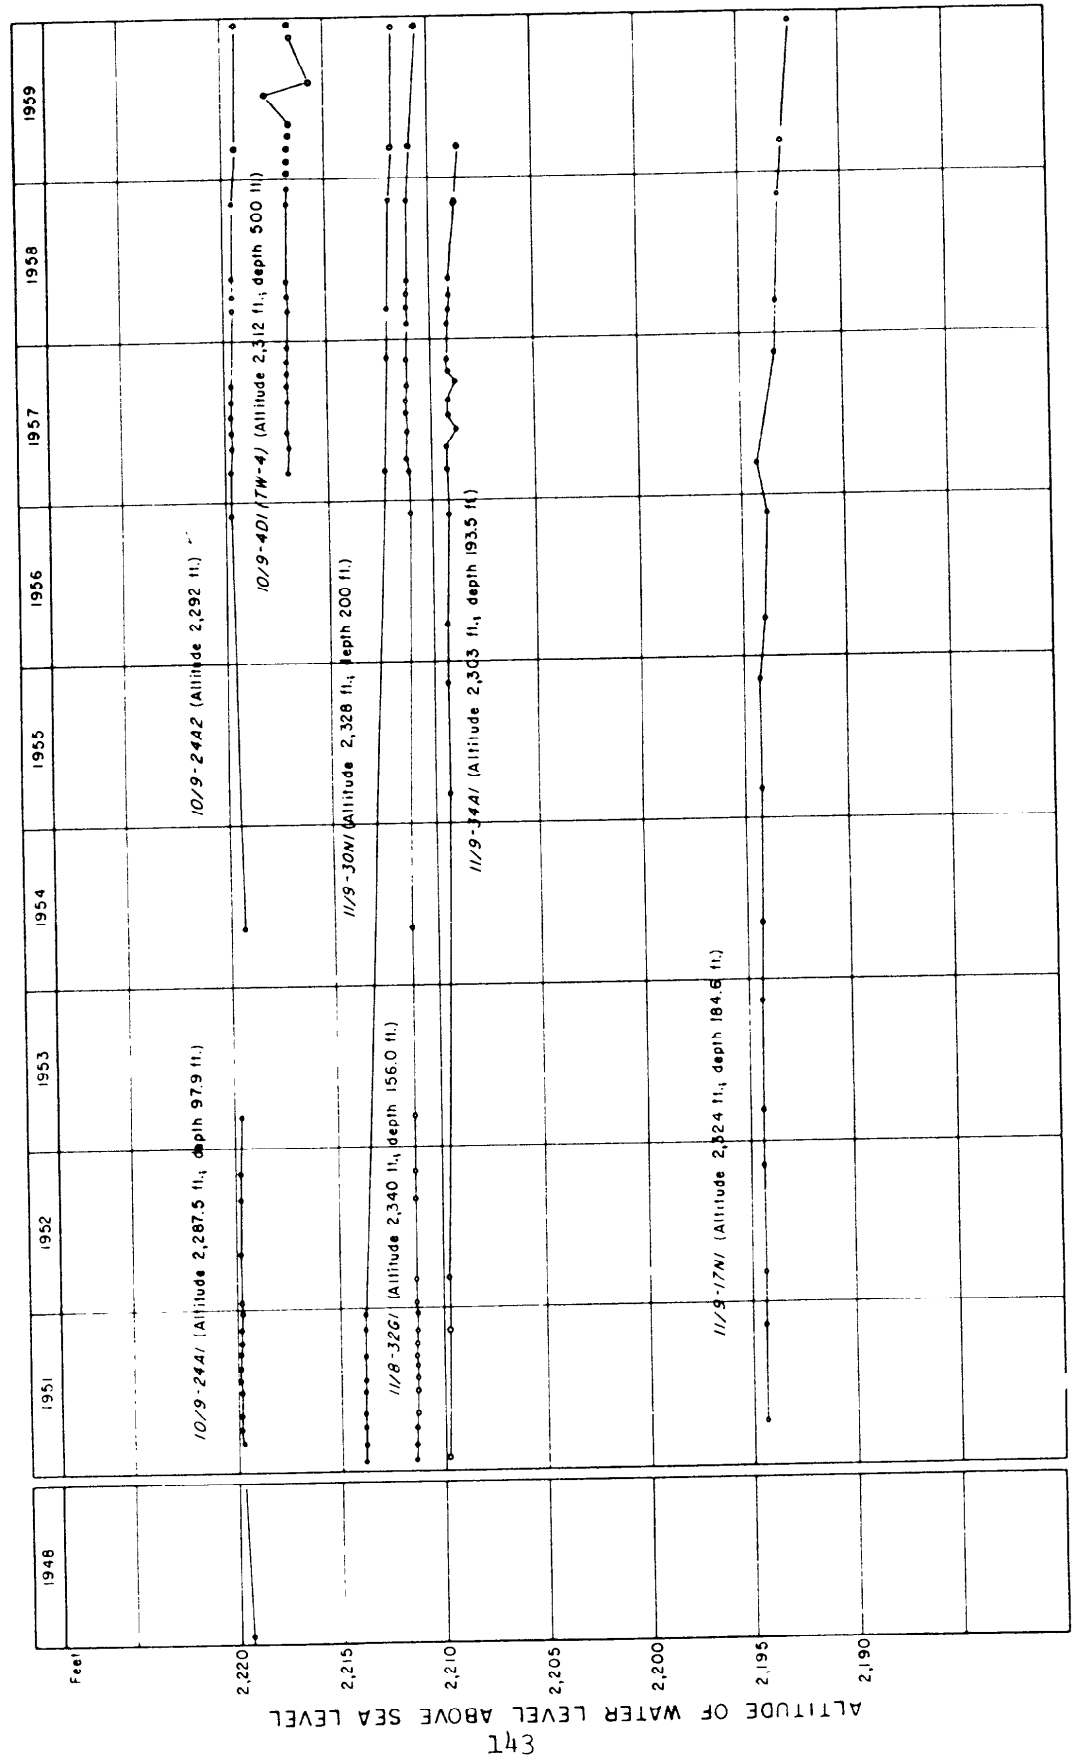 1948
1951
1952
1953
1954
1955
1956
1957
1958
1959
Feet
2,220
2,215
2,210
2,205
2,200
2,195
2,190
ALTITUDE OF WATER LEVEL ABOVE SEA LEVEL
10/9-24A1 (Altitude 2,287.5 ft.; depth 97.9 ft.)
10/9-24A2 (Altitude 2,292 ft.)
10/9-4D1 (TW-4) (Altitude 2,312 ft.; depth 500 ft)
11/9-30N1 (Altitude 2,328 ft.; depth 200 ft.)
11/8-32G1 (Altitude 2,340 ft.; depth 156.0 ft.)
11/9-34A1 (Altitude 2,303 ft., depth 193.5 ft)
11/9-17N1 (Altitude 2,324 ft., depth 184.6 ft.)
143